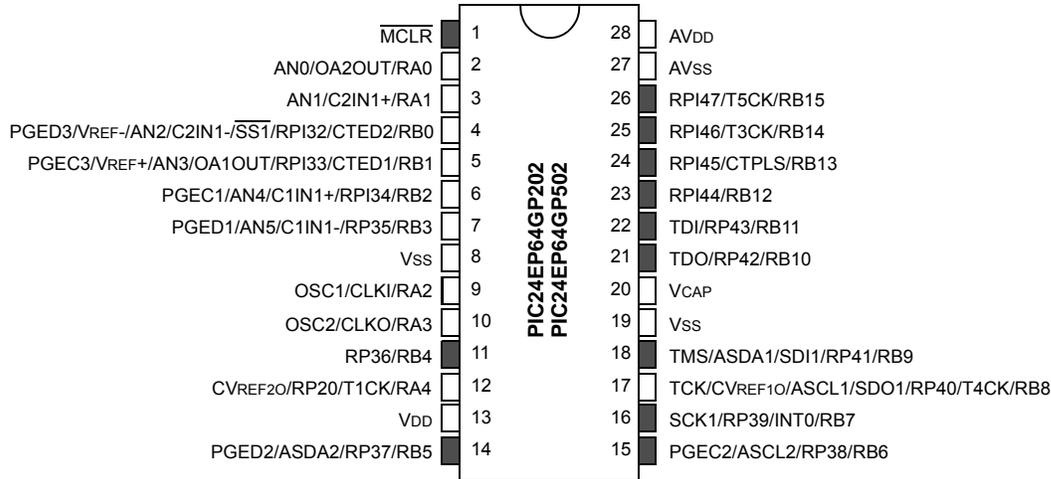 MCLR 1 28 AVDD
AN0/OA2OUT/RA0 2 27 AVSS
AN1/C2IN1+/RA1 3 26 RPI47/T5CK/RB15
PGED3/VREF-/AN2/C2IN1-/SS1/RPI32/CTED2/RB0 4 25 RPI46/T3CK/RB14
PGEC3/VREF+/AN3/OA1OUT/RPI33/CTED1/RB1 5 24 RPI45/CTPLS/RB13
PGEC1/AN4/C1IN1+/RPI34/RB2 6 23 RPI44/RB12
PGED1/AN5/C1IN1-/RP35/RB3 7 22 TDI/RP43/RB11
VSS 8 21 TDO/RP42/RB10
OSC1/CLKI/RA2 9 20 VCAP
OSC2/CLKO/RA3 10 19 VSS
RP36/RB4 11 18 TMS/ASDA1/SDI1/RP41/RB9
CVREF2O/RP20/T1CK/RA4 12 17 TCK/CVREF1O/ASCL1/SDO1/RP40/T4CK/RB8
VDD 13 16 SCK1/RP39/INT0/RB7
PGED2/ASDA2/RP37/RB5 14 15 PGEC2/ASCL2/RP38/RB6
PIC24EP64GP202
PIC24EP64GP502